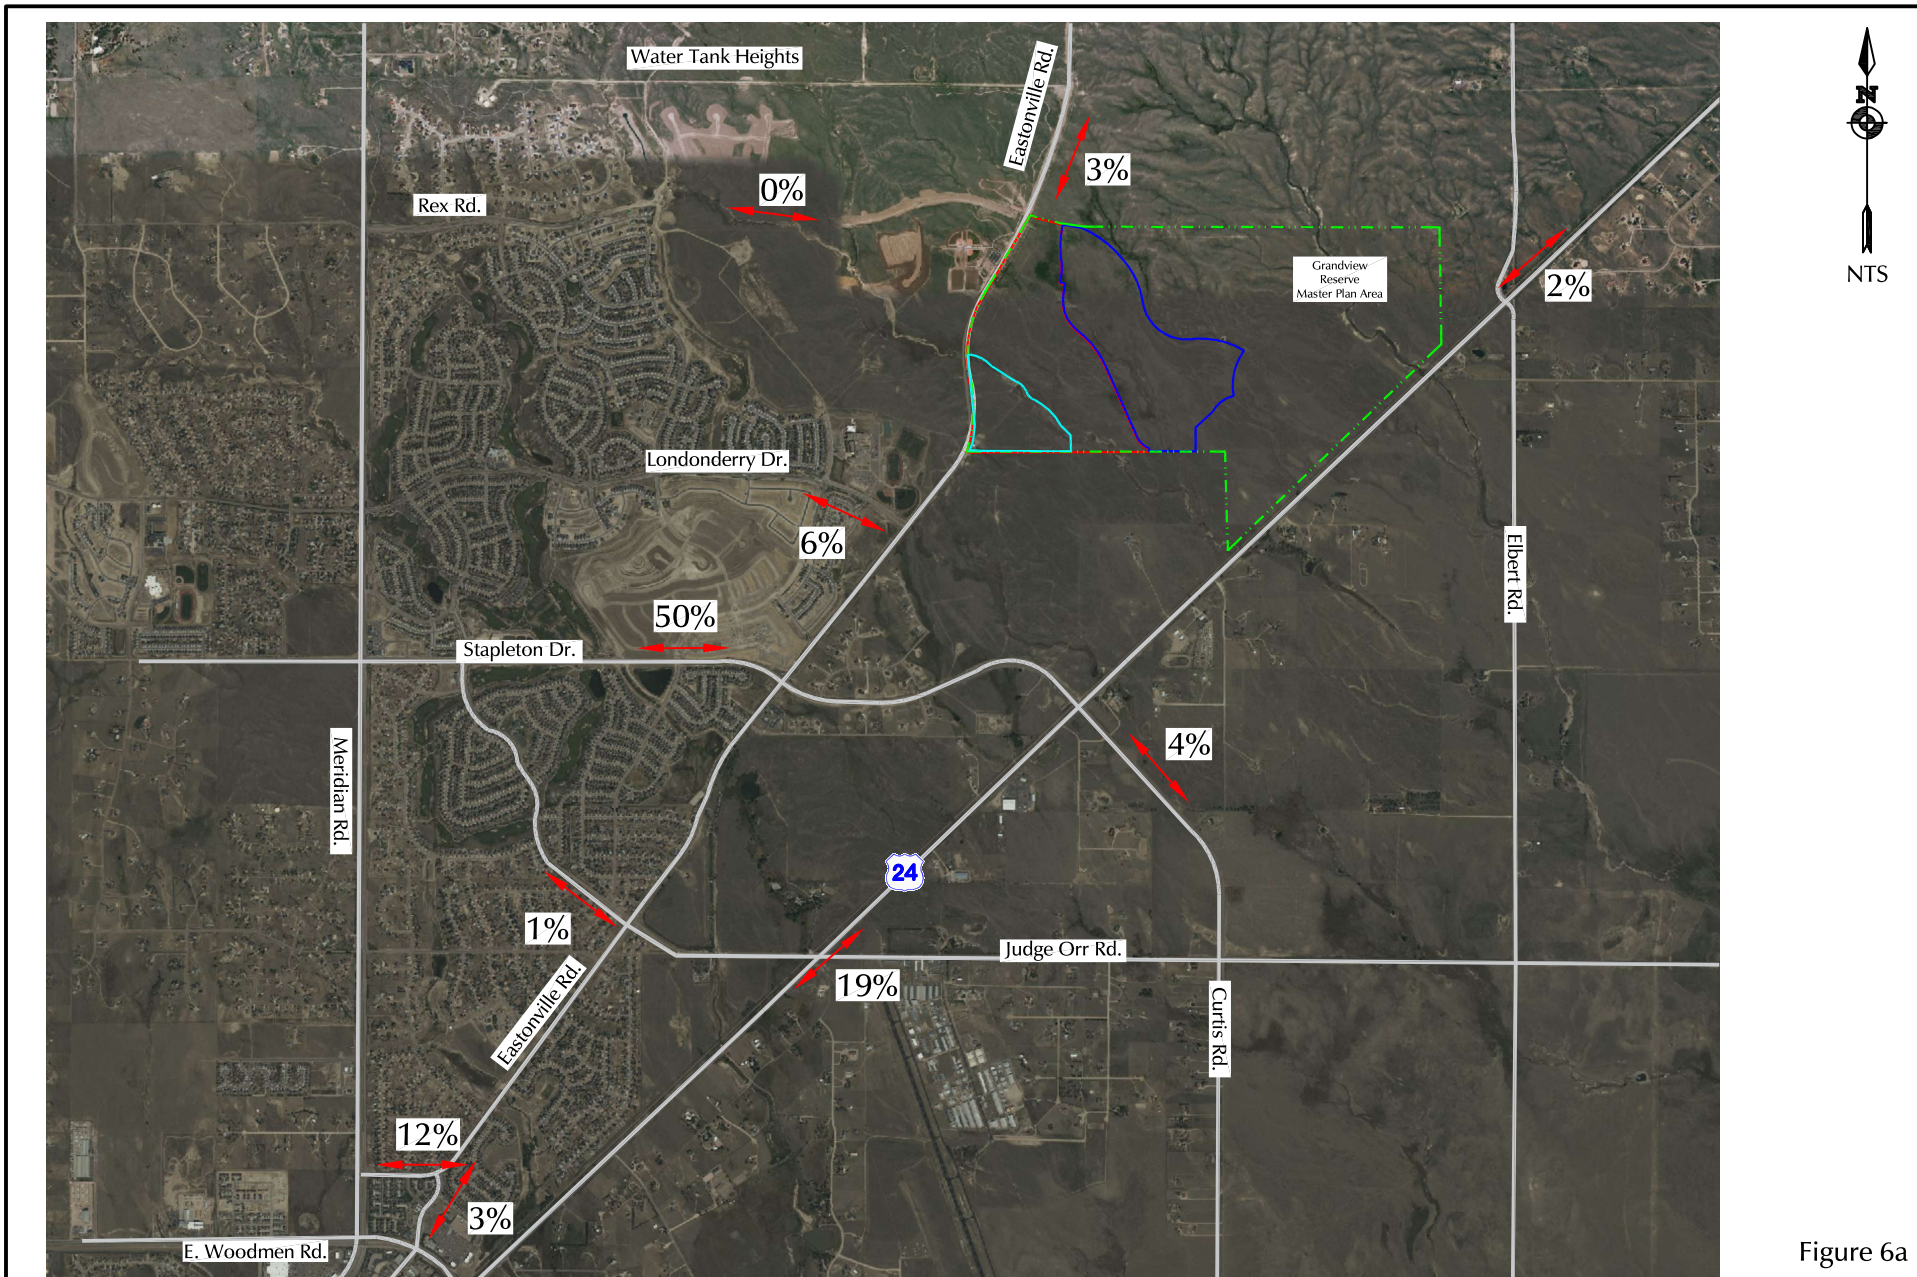 Water Tank Heights
Eastonville Rd.
N
3%
0%
Rex Rd.
Grandview
Reserve
Master Plan Area
2%
NTS
Londonderry Dr.
6%
Elbert Rd.
50%
Stapleton Dr.
4%
Meridian Rd.
24
1%
Judge Orr Rd.
19%
Eastonville Rd.
Curtis Rd.
12%
3%
E. Woodmen Rd.
Figure 6a